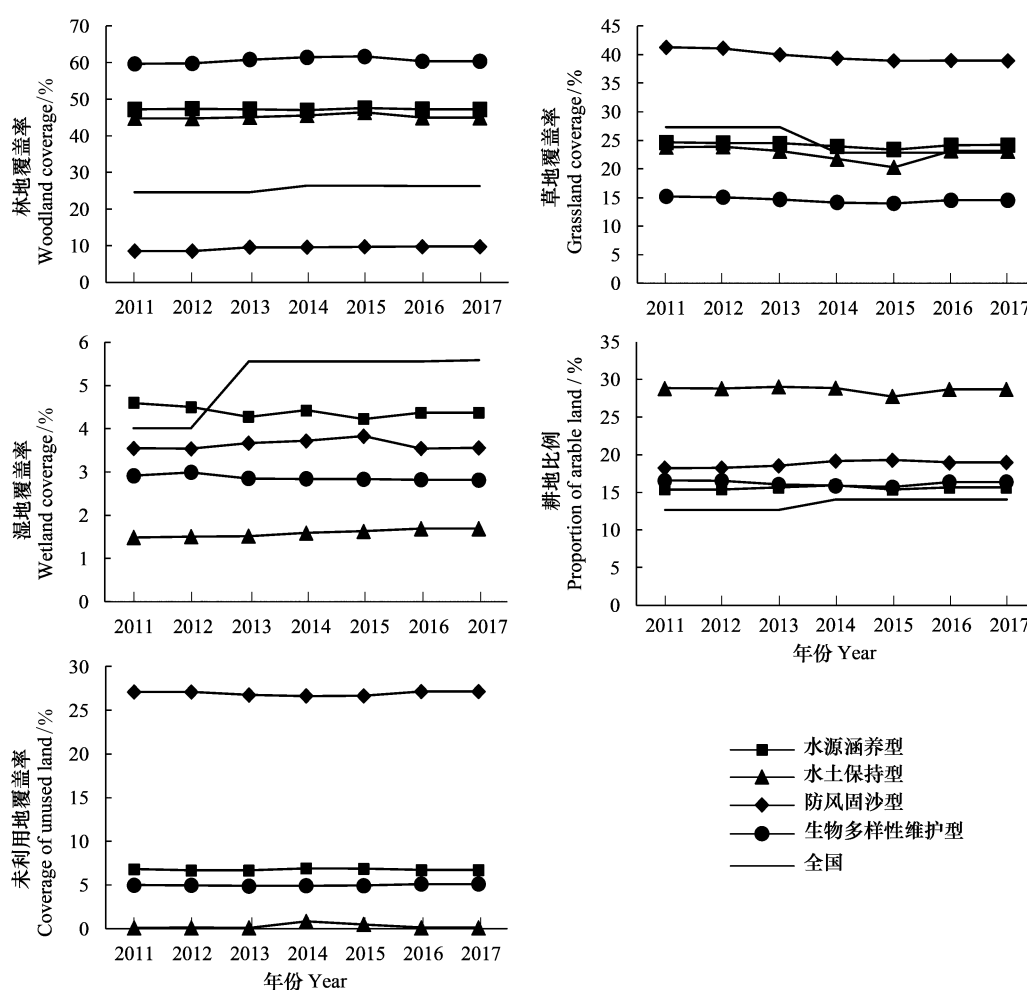 林地覆盖率
Woodland coverage/%
70
60
50
40
30
20
10
0
2011 2012 2013 2014 2015 2016 2017
草地覆盖率
Grassland coverage/%
45
40
35
30
25
20
15
10
5
0
2011 2012 2013 2014 2015 2016 2017
湿地覆盖率
Wetland coverage/%
6
5
4
3
2
1
0
2011 2012 2013 2014 2015 2016 2017
耕地比例
Proportion of arable land / %
35
30
25
20
15
10
5
0
2011 2012 2013 2014 2015 2016 2017
年份 Year
未利用地覆盖率
Coverage of unused land/%
30
25
20
15
10
5
0
2011 2012 2013 2014 2015 2016 2017
年份 Year
水源涵养型
水土保持型
防风固沙型
生物多样性维护型
全国